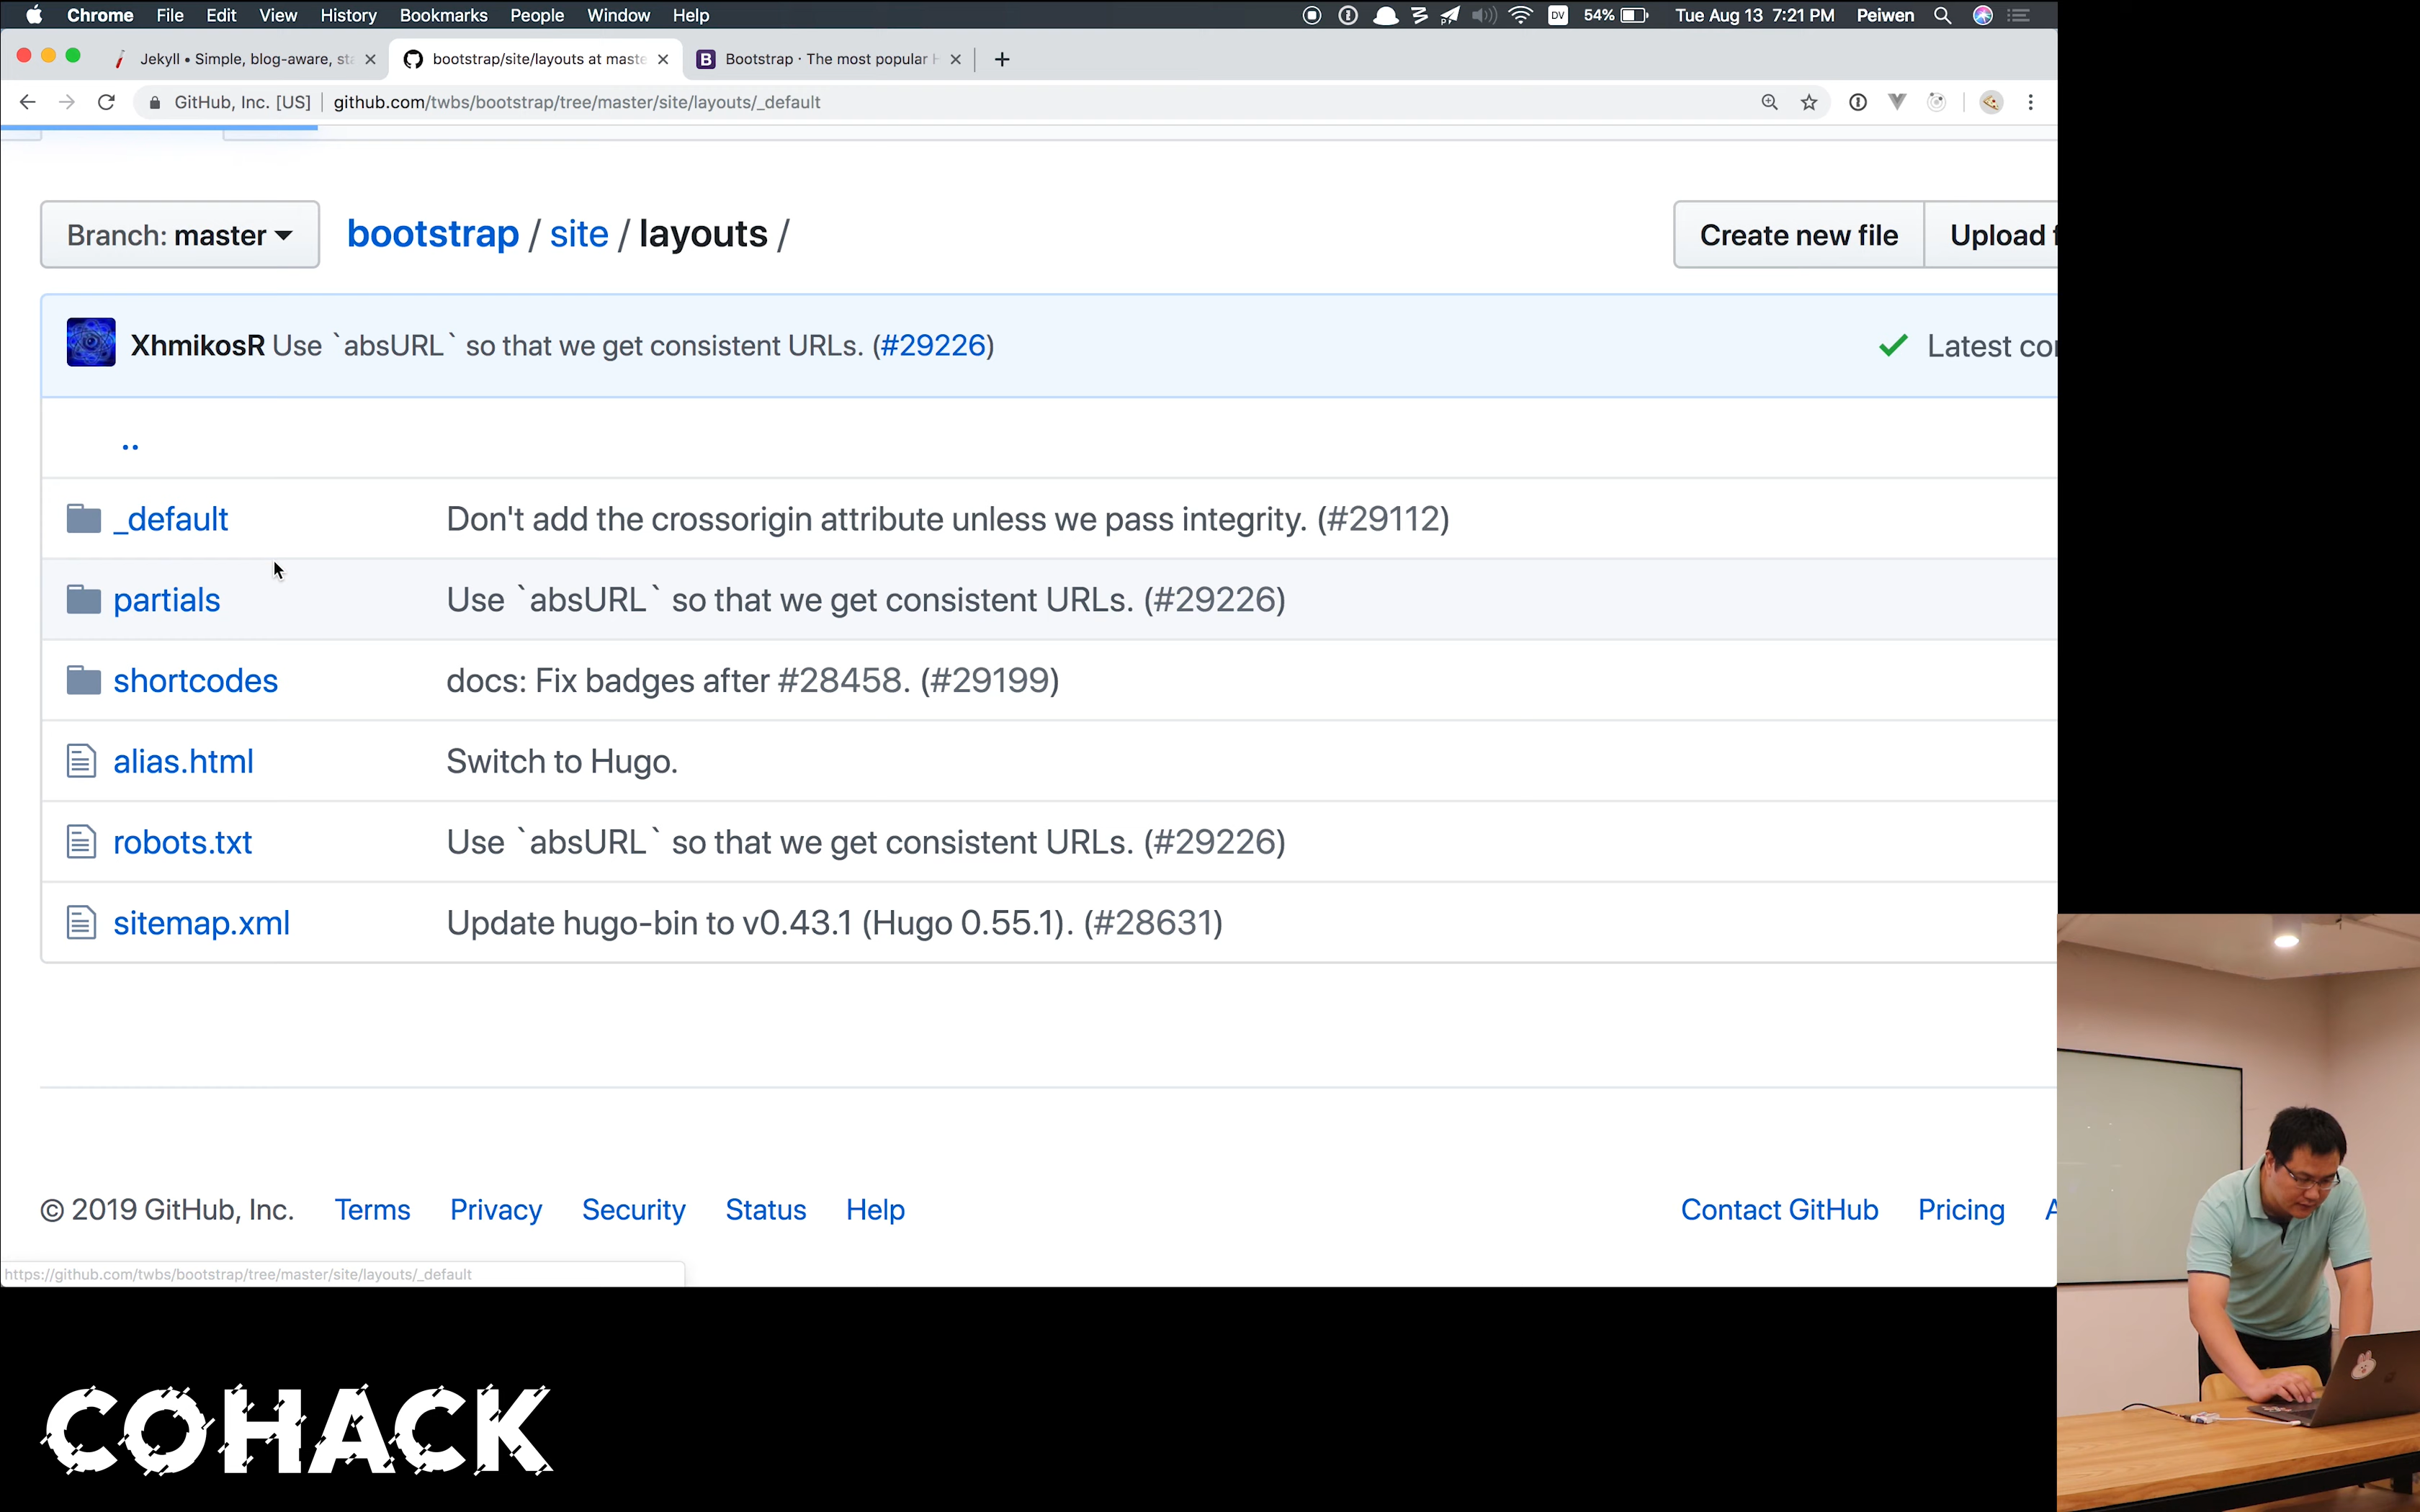 Chrome File Edit View History Bookmarks People Window Help
DV 54% Tue Aug 13 7:21 PM Peiwen
Jekyll • Simple, blog-aware, sta
bootstrap/site/layouts at maste
B Bootstrap · The most popular H
GitHub, Inc. [US] github.com/twbs/bootstrap/tree/master/site/layouts/_default
Branch: master
bootstrap / site / layouts /
Create new file
Upload f
XhmikosR Use `absURL` so that we get consistent URLs. (#29226)
Latest cor
..
_default Don't add the crossorigin attribute unless we pass integrity. (#29112)
partials Use `absURL` so that we get consistent URLs. (#29226)
shortcodes docs: Fix badges after #28458. (#29199)
alias.html Switch to Hugo.
robots.txt Use `absURL` so that we get consistent URLs. (#29226)
sitemap.xml Update hugo-bin to v0.43.1 (Hugo 0.55.1). (#28631)
© 2019 GitHub, Inc. Terms Privacy Security Status Help
Contact GitHub Pricing A
https://github.com/twbs/bootstrap/tree/master/site/layouts/_default
COHACK